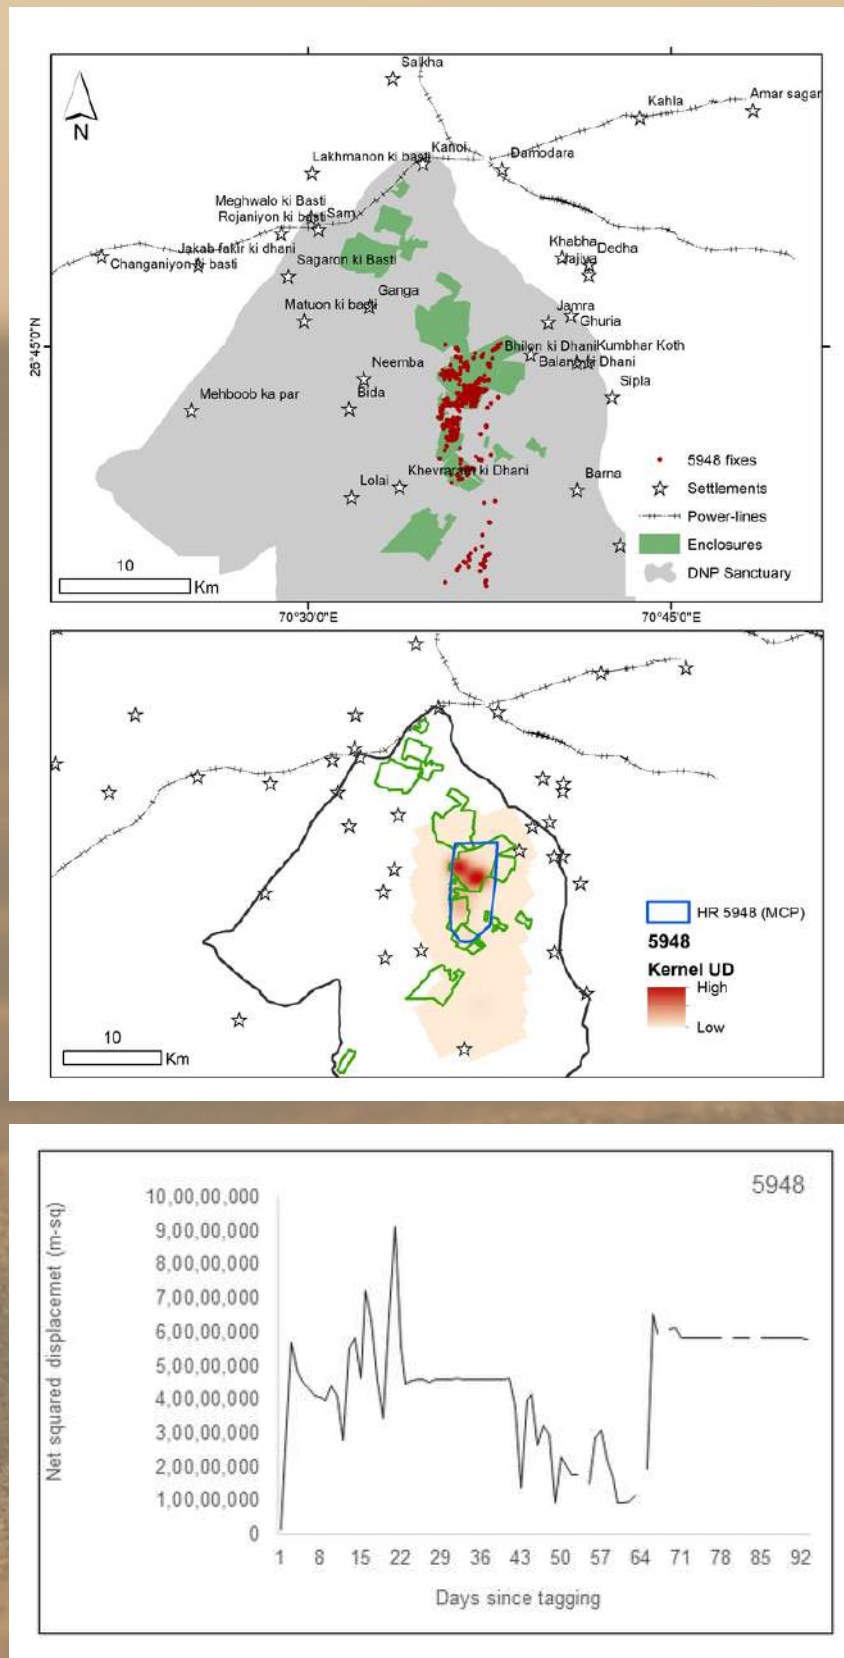 Salkha
Amar sagar
Kahla
N
Kanoi
Lakhmanon ki basti
Damodara
Meghwalo ki Basti
Rojaniyon ki basti
Sam
Khabha
Jakab fakir ki dhani
Dedha
Changaniyon ki basti
Sagaron ki Basti
Jajiya
Ganga
Matuon ki basti
Jamra
Ghuria
26°45'0"N
Bhilon ki Dhani
Kumbhar Koth
Neemba
Sipla
Mehboob ka par
Bida
5948 fixes
Khevraram ki Dhani
Barna
Lolai
Settlements
Power-lines
10
Km
Enclosures
DNP Sanctuary
70°30'0"E
70°45'0"E
HR 5948 (MCP)
5948
Kernel UD
High
Low
10
Km
5948
Net squared displacemet (m-sq)
10,00,00,000
9,00,00,000
8,00,00,000
7,00,00,000
6,00,00,000
5,00,00,000
4,00,00,000
3,00,00,000
2,00,00,000
1,00,00,000
0
1 8 15 22 29 36 43 50 57 64 71 78 85 92
Days since tagging